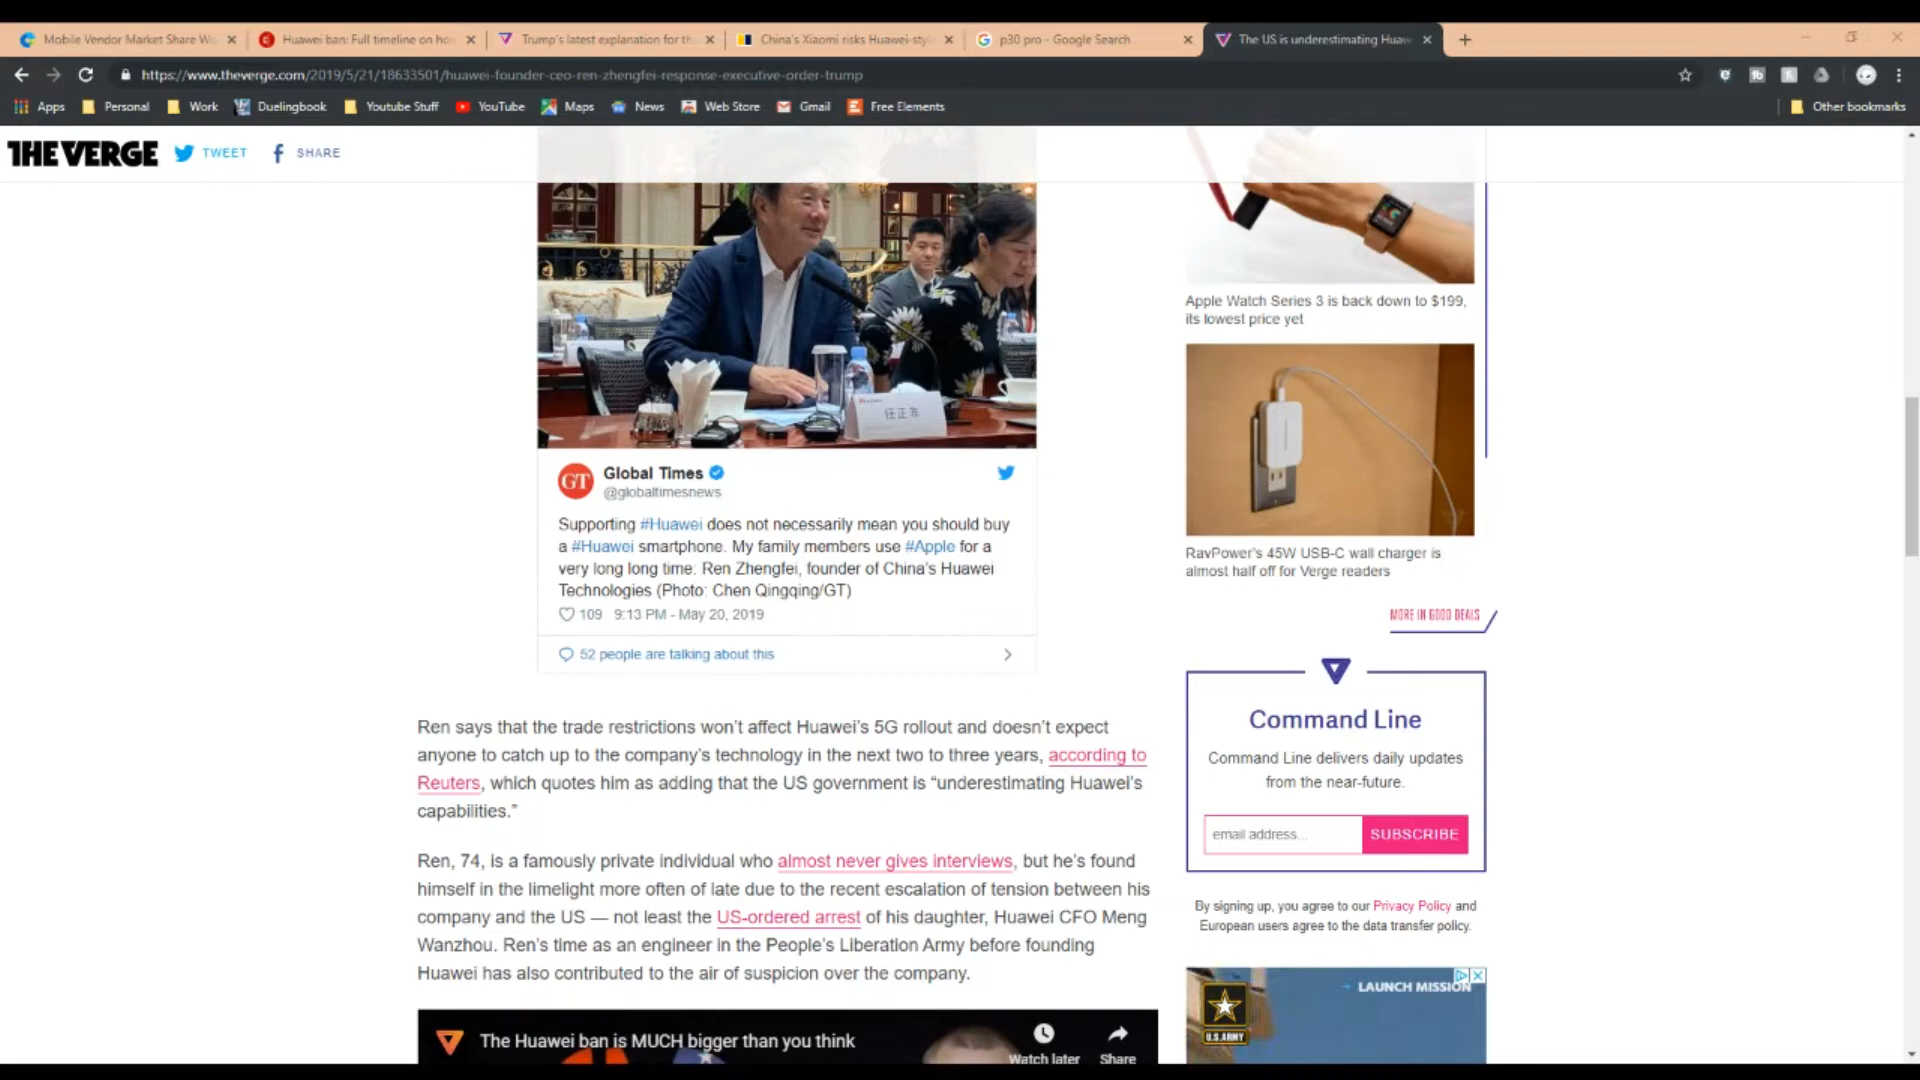 Mobile Vendor Market Share Wo
Huawei ban: Full timeline on ho
Trump's latest explanation for th
China's Xiaomi risks Huawei-styl
p30 pro - Google Search
The US is underestimating Huaw
https://www.theverge.com/2019/5/21/18633501/huawei-founder-ceo-ren-zhengfei-response-executive-order-trump
Apps Personal Work Duelingbook Youtube Stuff YouTube Maps News Web Store Gmail Free Elements Other bookmarks
THE VERGE TWEET SHARE
任正非
GT Global Times
@globaltimesnews
Supporting #Huawei does not necessarily mean you should buy
a #Huawei smartphone. My family members use #Apple for a
very long long time: Ren Zhengfei, founder of China's Huawei
Technologies (Photo: Chen Qingqing/GT)
109 9:13 PM - May 20, 2019
52 people are talking about this
Ren says that the trade restrictions won't affect Huawei's 5G rollout and doesn't expect
anyone to catch up to the company's technology in the next two to three years, according to
Reuters, which quotes him as adding that the US government is “underestimating Huawei's
capabilities.”
Ren, 74, is a famously private individual who almost never gives interviews, but he's found
himself in the limelight more often of late due to the recent escalation of tension between his
company and the US — not least the US-ordered arrest of his daughter, Huawei CFO Meng
Wanzhou. Ren's time as an engineer in the People's Liberation Army before founding
Huawei has also contributed to the air of suspicion over the company.
The Huawei ban is MUCH bigger than you think
Watch later Share
Apple Watch Series 3 is back down to $199,
its lowest price yet
RavPower's 45W USB-C wall charger is
almost half off for Verge readers
MORE IN GOOD DEALS
Command Line
Command Line delivers daily updates
from the near-future.
email address... SUBSCRIBE
By signing up, you agree to our Privacy Policy and
European users agree to the data transfer policy.
LAUNCH MISSION
U.S.ARMY